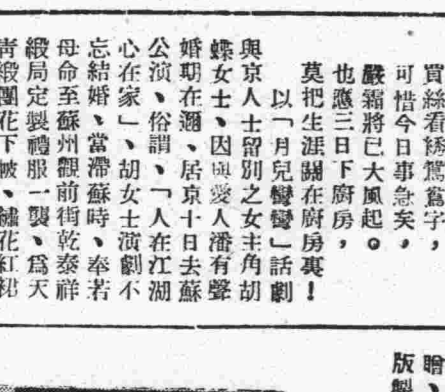 買絲看綉鴛鴦字，
可惜今日事急矣，
嚴霜將已大風起。
也應三日下廚房，
莫把生涯關在廚房裏！
以「月兒彎彎」話劇
與京人士留別之女主角胡
蝶女士、因與愛人潘有聲
婚期在邇、居京十日去蘇
公演、俗謂、「人在江湖
心在家」、胡女士演劇不
忘結婚、當滯蘇時、奉若
母命至蘇州觀前街乾泰祥
緞局定製禮服一襲、爲天
青緞團花下帔、繡花紅裙
贈、
版製